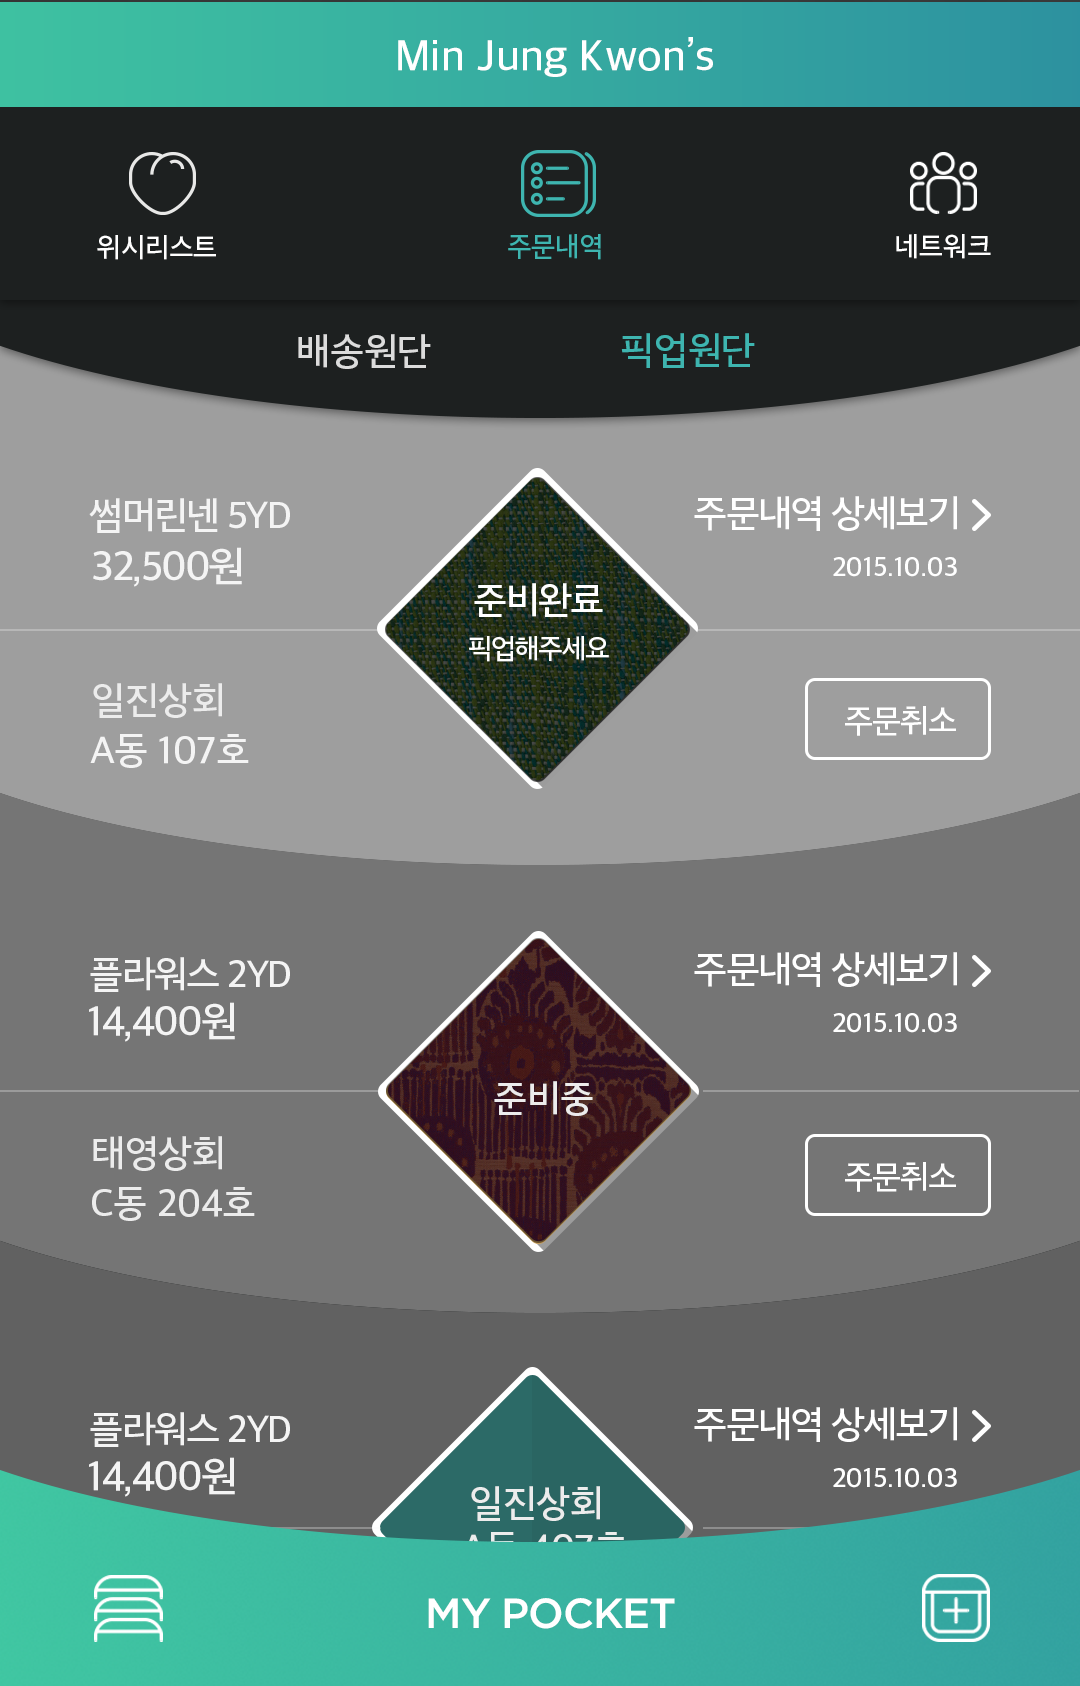 Min Jung Kwon's
위시리스트
주문내역
네트워크
배송원단
픽업원단
썸머린넨 5YD
32,500원
준비완료
픽업해주세요
주문내역 상세보기
2015.10.03
일진상회
A동 107호
주문취소
플라워스 2YD
14,400원
준비중
주문내역 상세보기
2015.10.03
태영상회
C동 204호
주문취소
플라워스 2YD
14,400원
일진상회
주문내역 상세보기
2015.10.03
MY POCKET